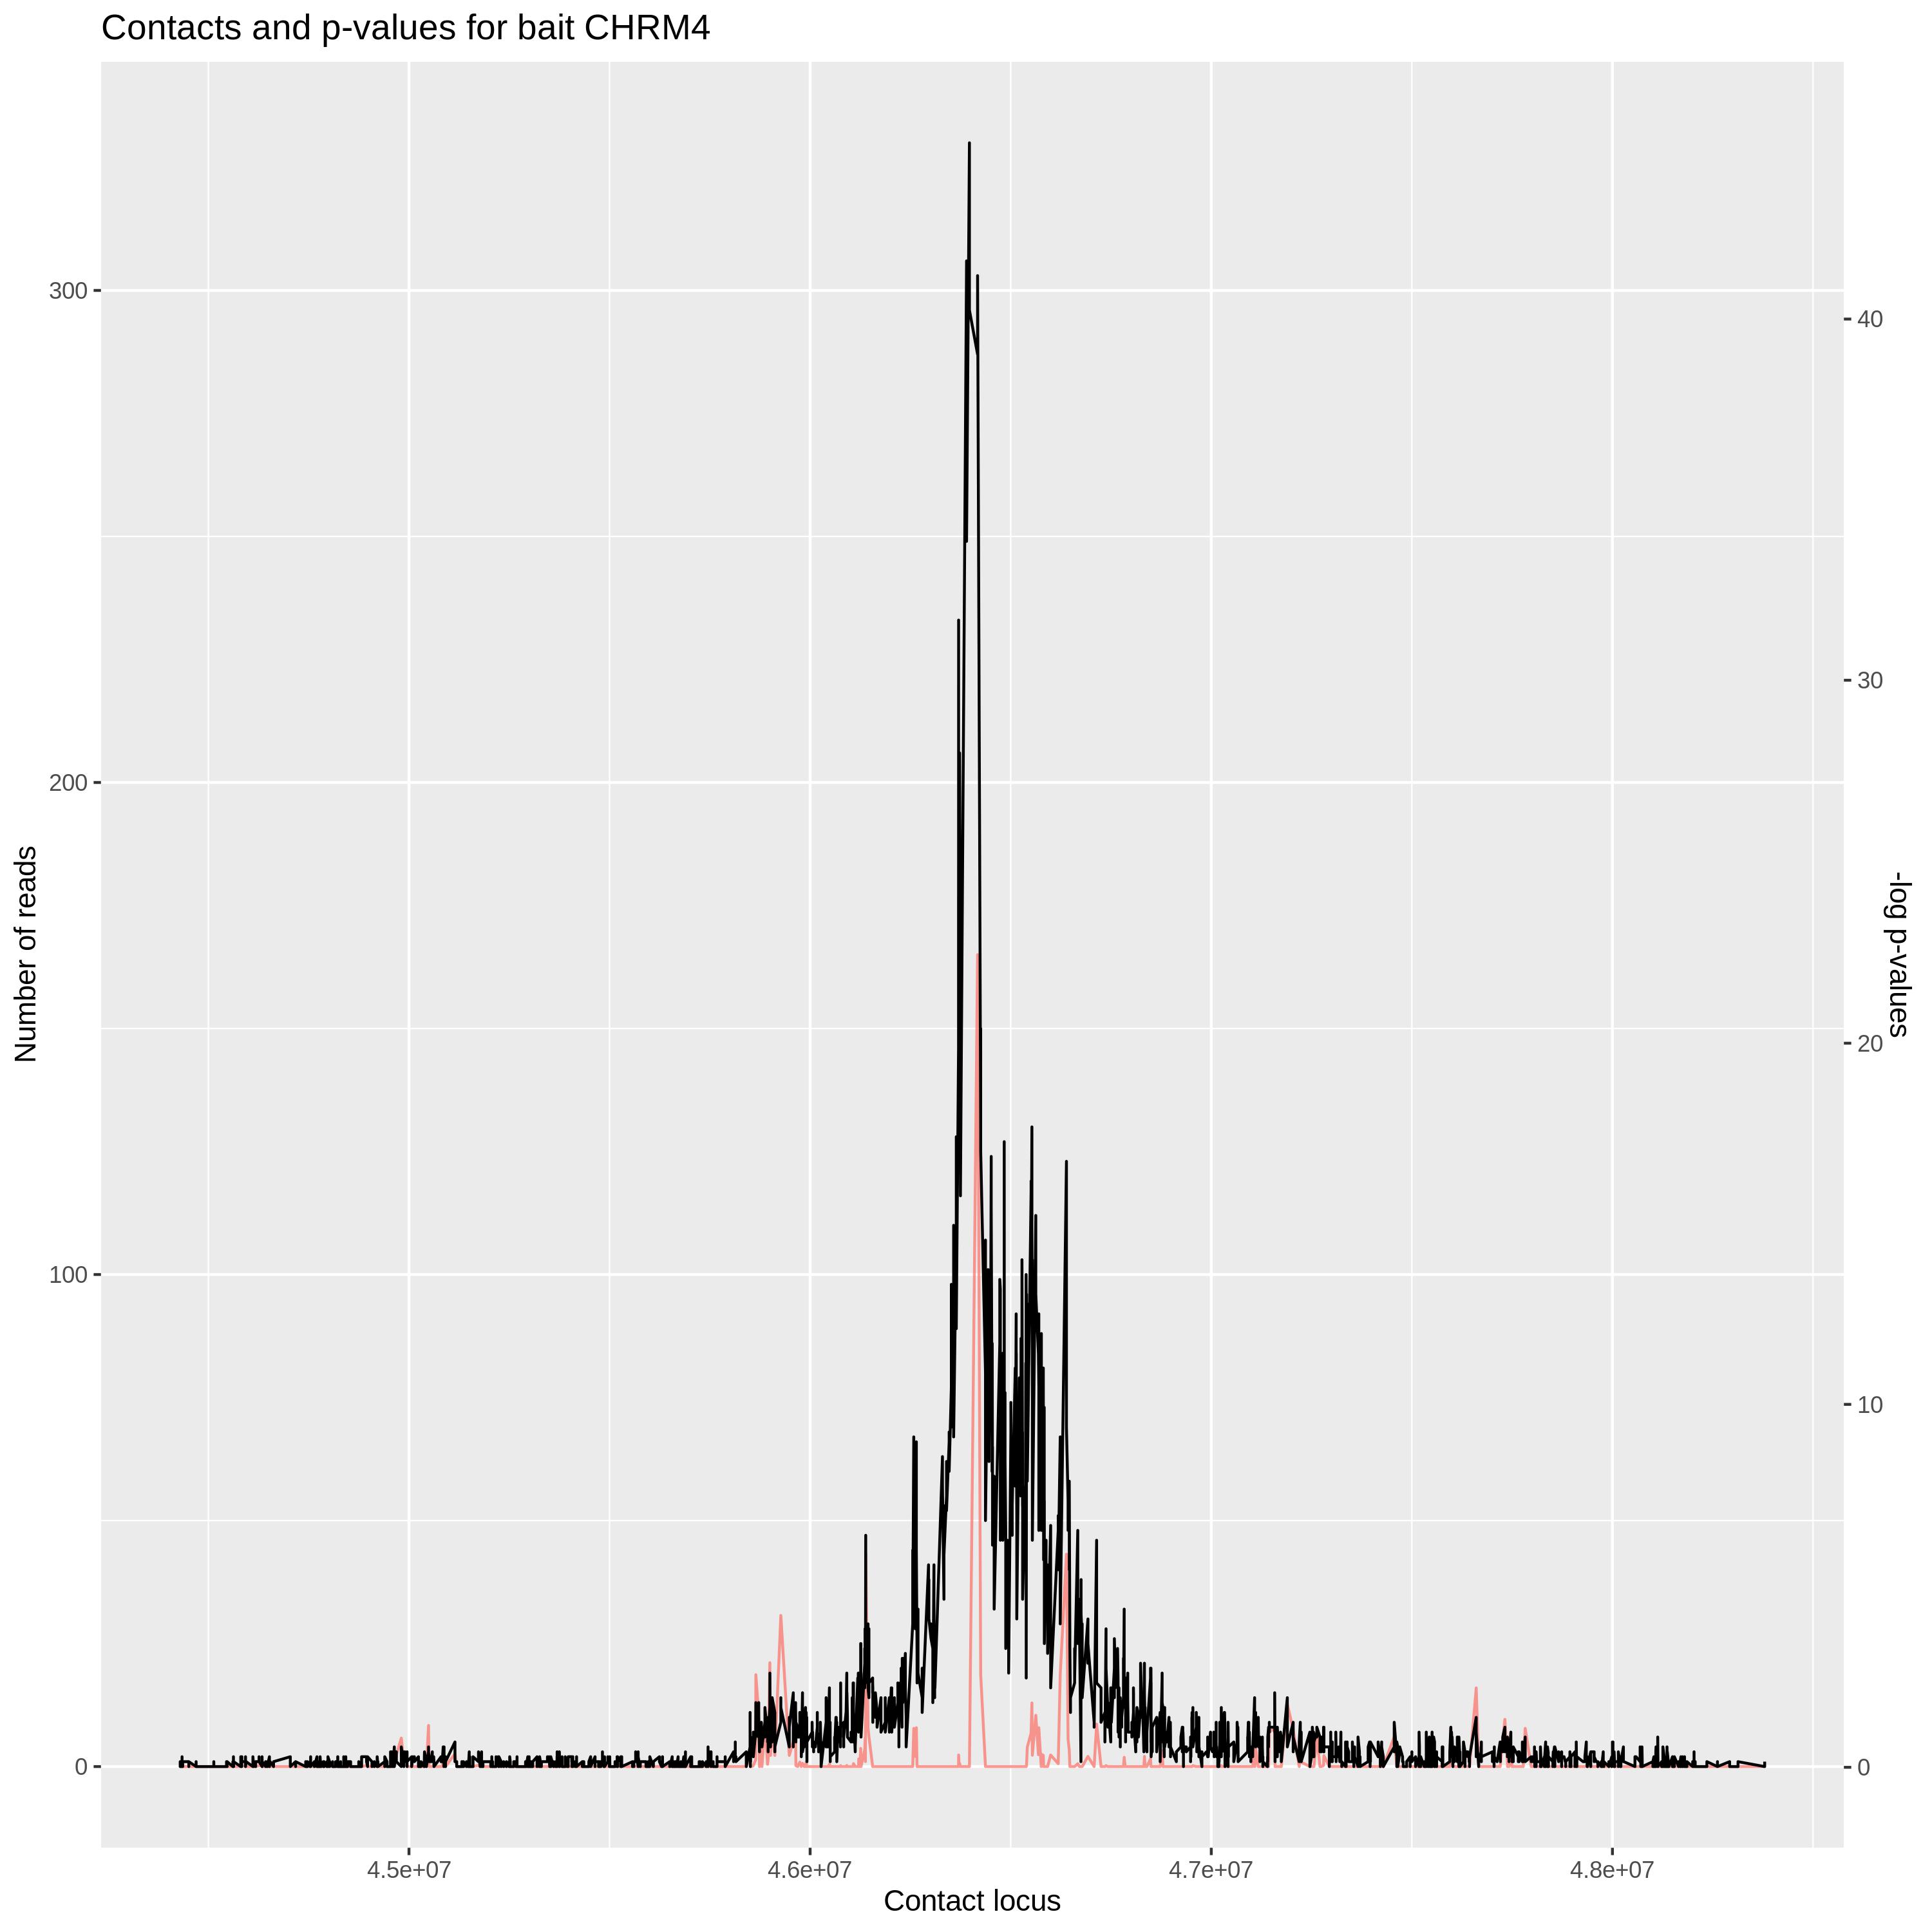 Contacts and p-values for bait CHRM4
Number of reads
300
200
100
0
40
30
20
10
0
-log p-values
4.5e+07
4.6e+07
4.7e+07
4.8e+07
Contact locus